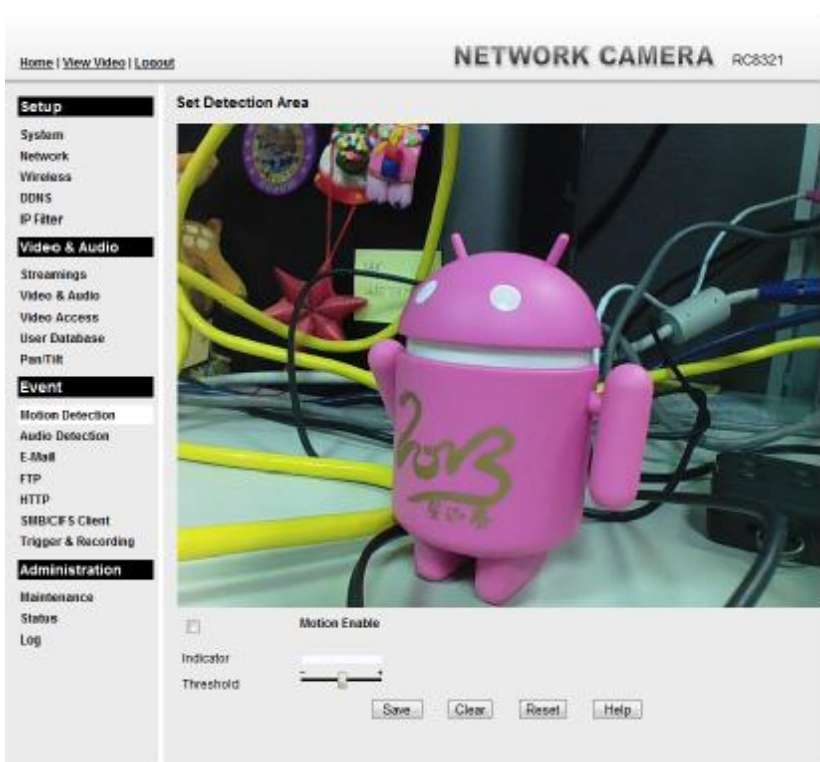 Home | View Video | Logout
NETWORK CAMERA RC8321
Setup
System
Network
Wireless
DDNS
IP Filter
Video & Audio
Streamings
Video & Audio
Video Access
User Database
Pan/Tilt
Event
Motion Detection
Audio Detection
E-Mail
FTP
HTTP
SMB/CIFS Client
Trigger & Recording
Administration
Maintenance
Status
Log
Set Detection Area
Motion Enable
Indicator
Threshold
- +
Save Clear Reset Help